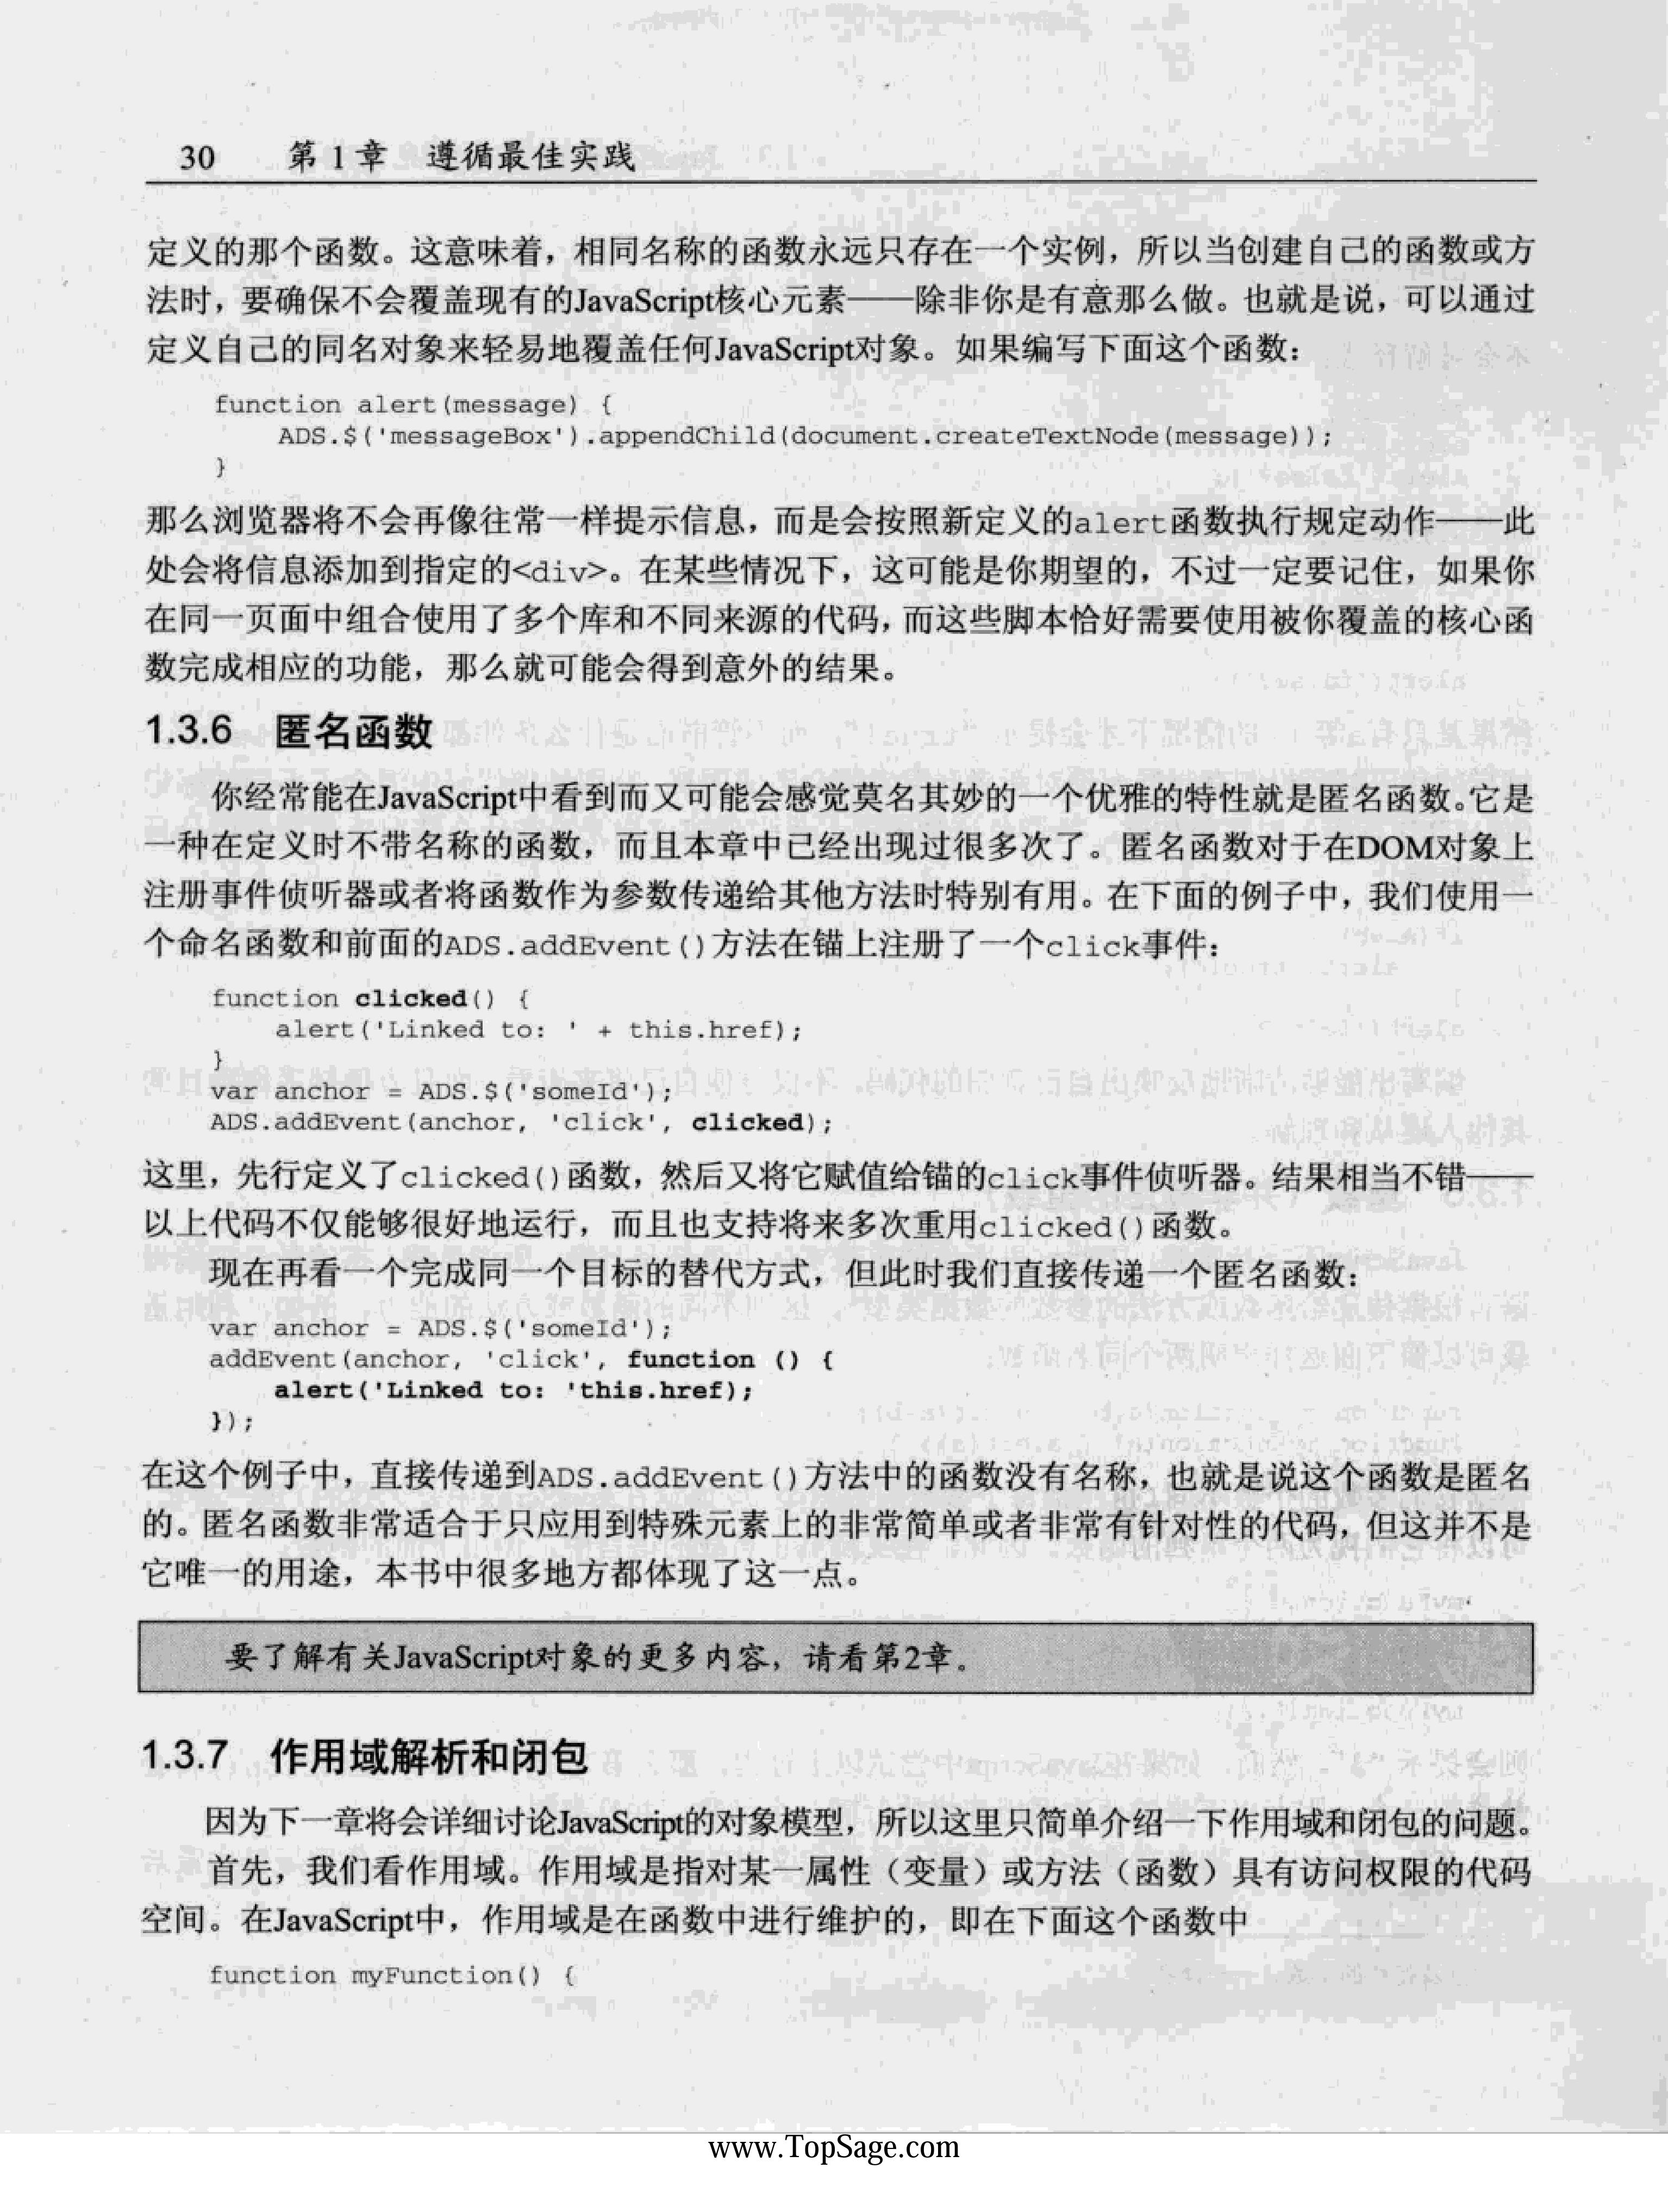 30 第 1 章 遵循最佳实践
定义的那个函数。这意味着，相同名称的函数永远只存在一个实例，所以当创建自己的函数或方
法时，要确保不会覆盖现有的JavaScript核心元素——除非你是有意那么做。也就是说，可以通过
定义自己的同名对象来轻易地覆盖任何JavaScript对象。如果编写下面这个函数：
function alert(message) {
    ADS.$('messageBox').appendChild(document.createTextNode(message));
}
那么浏览器将不会再像往常一样提示信息，而是会按照新定义的alert函数执行规定动作——此
处会将信息添加到指定的<div>。在某些情况下，这可能是你期望的，不过一定要记住，如果你
在同一页面中组合使用了多个库和不同来源的代码，而这些脚本恰好需要使用被你覆盖的核心函
数完成相应的功能，那么就可能会得到意外的结果。
1.3.6 匿名函数
你经常能在JavaScript中看到而又可能会感觉莫名其妙的一个优雅的特性就是匿名函数。它是
一种在定义时不带名称的函数，而且本章中已经出现过很多次了。匿名函数对于在DOM对象上
注册事件侦听器或者将函数作为参数传递给其他方法时特别有用。在下面的例子中，我们使用一
个命名函数和前面的ADS.addEvent()方法在锚上注册了一个click事件：
function clicked() {
    alert('Linked to: ' + this.href);
}
var anchor = ADS.$('someId');
ADS.addEvent(anchor, 'click', clicked);
这里，先行定义了clicked()函数，然后又将它赋值给锚的click事件侦听器。结果相当不错——
以上代码不仅能够很好地运行，而且也支持将来多次重用clicked()函数。
现在再看一个完成同一个目标的替代方式，但此时我们直接传递一个匿名函数：
var anchor = ADS.$('someId');
addEvent(anchor, 'click', function () {
    alert('Linked to: 'this.href);
});
在这个例子中，直接传递到ADS.addEvent()方法中的函数没有名称，也就是说这个函数是匿名
的。匿名函数非常适合于只应用到特殊元素上的非常简单或者非常有针对性的代码，但这并不是
它唯一的用途，本书中很多地方都体现了这一点。
要了解有关JavaScript对象的更多内容，请看第2章。
1.3.7 作用域解析和闭包
因为下一章将会详细讨论JavaScript的对象模型，所以这里只简单介绍一下作用域和闭包的问题。
首先，我们看作用域。作用域是指对某一属性（变量）或方法（函数）具有访问权限的代码
空间。在JavaScript中，作用域是在函数中进行维护的，即在下面这个函数中
function myFunction() {
www.TopSage.com